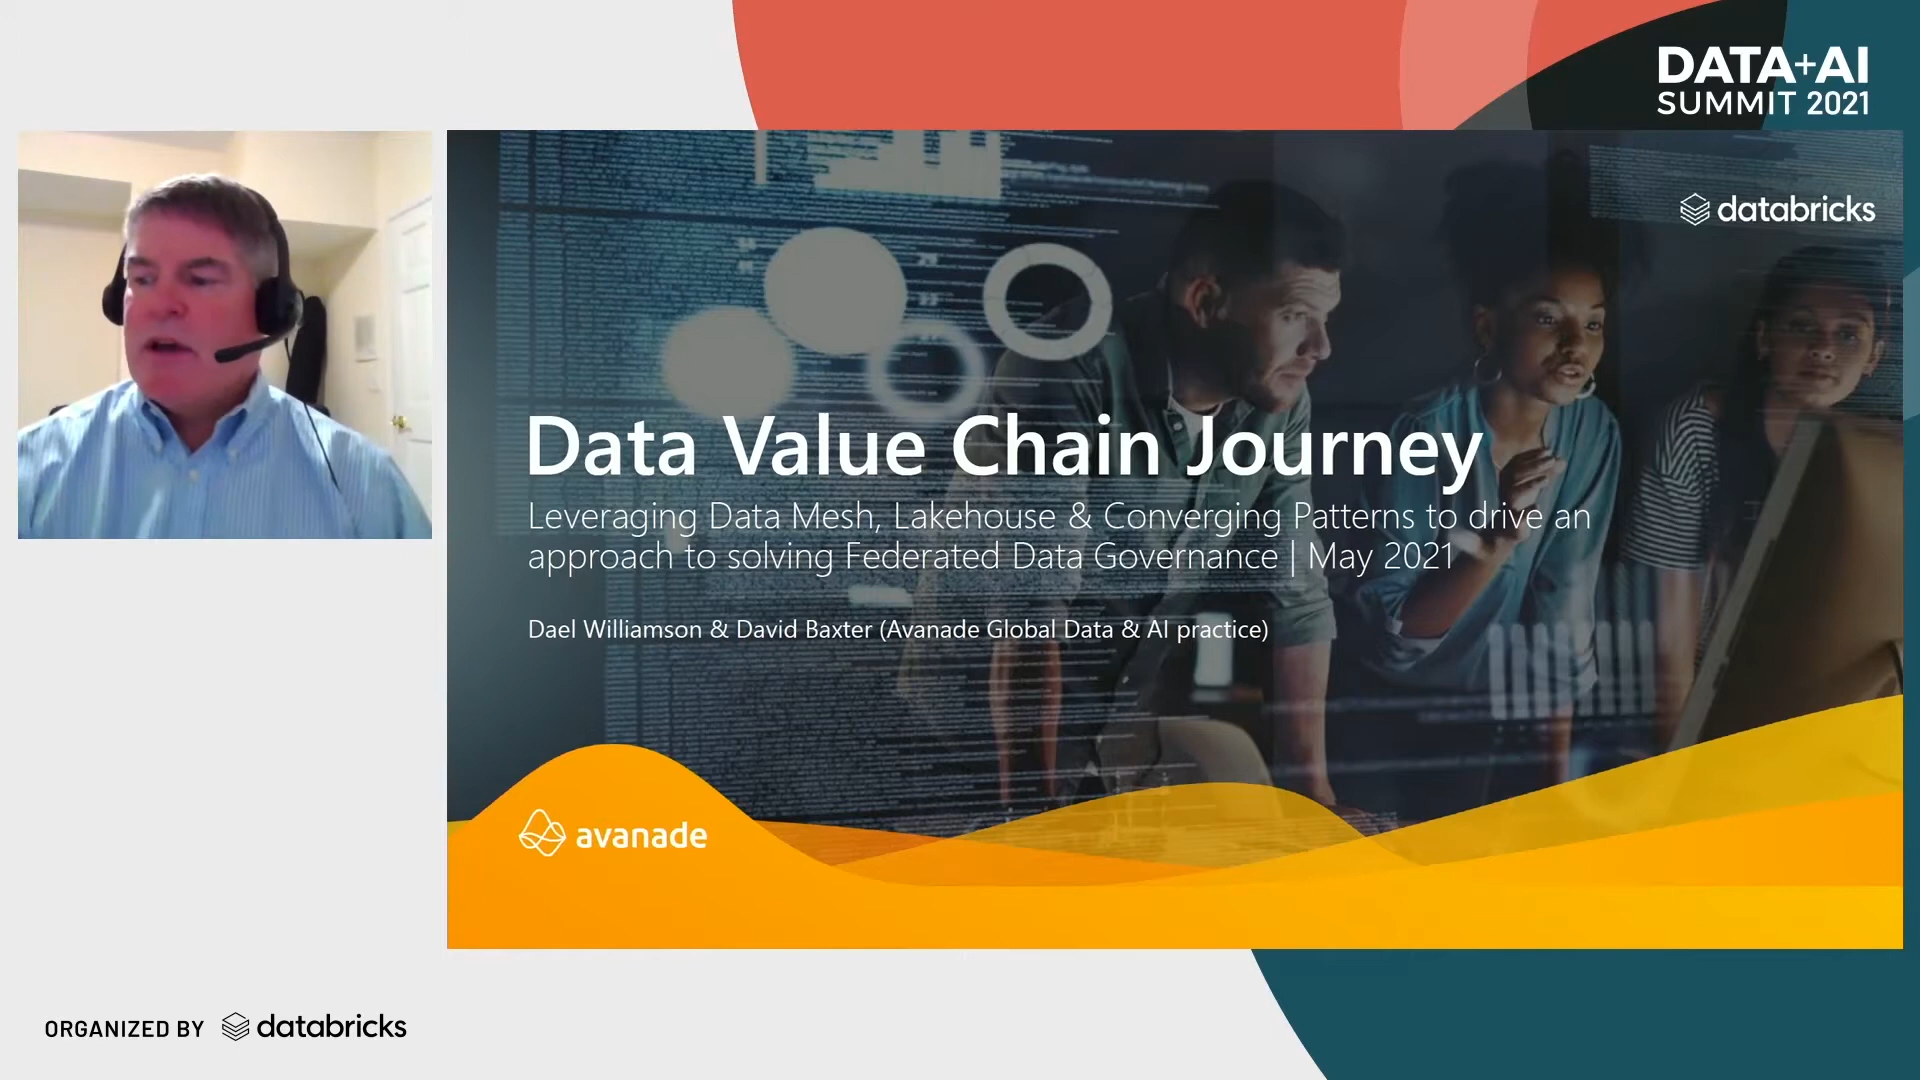 DATA+AI
SUMMIT 2021
databricks
Data Value Chain Journey
Leveraging Data Mesh, Lakehouse & Converging Patterns to drive an
approach to solving Federated Data Governance | May 2021
Dael Williamson & David Baxter (Avanade Global Data & AI practice)
avanade
ORGANIZED BY databricks